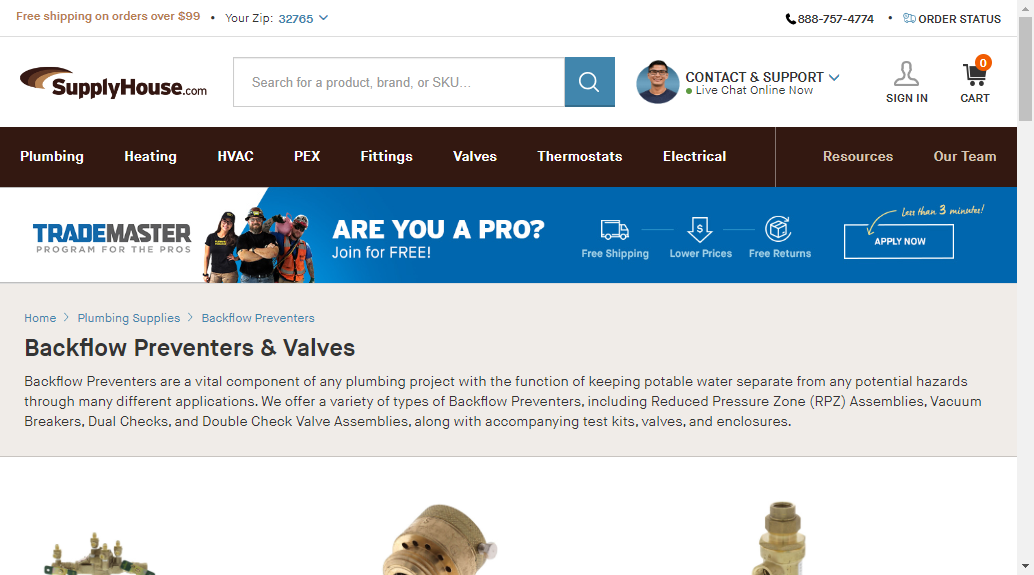 Free shipping on orders over $99 • Your Zip: 32765
888-757-4774 • ORDER STATUS
SupplyHouse.com
Search for a product, brand, or SKU...
CONTACT & SUPPORT
Live Chat Online Now
SIGN IN
0
CART
Plumbing Heating HVAC PEX Fittings Valves Thermostats Electrical Resources Our Team
TRADEMASTER
PROGRAM FOR THE PROS
ARE YOU A PRO?
Join for FREE!
Free Shipping Lower Prices Free Returns
Less than 3 minutes!
APPLY NOW
Home > Plumbing Supplies > Backflow Preventers
Backflow Preventers & Valves
Backflow Preventers are a vital component of any plumbing project with the function of keeping potable water separate from any potential hazards
through many different applications. We offer a variety of types of Backflow Preventers, including Reduced Pressure Zone (RPZ) Assemblies, Vacuum
Breakers, Dual Checks, and Double Check Valve Assemblies, along with accompanying test kits, valves, and enclosures.